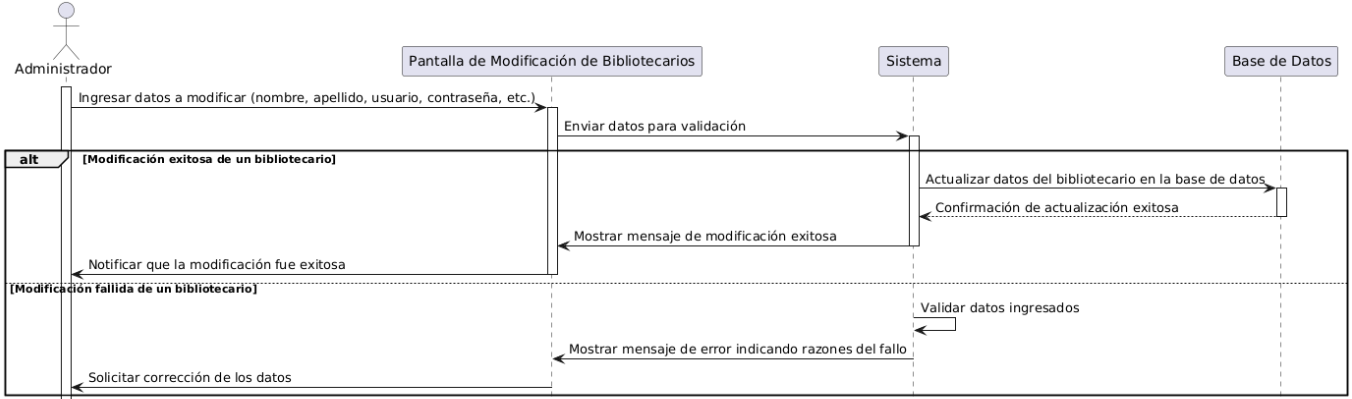 Administrador
Pantalla de Modificación de Bibliotecarios
Sistema
Base de Datos
Ingresar datos a modificar (nombre, apellido, usuario, contraseña, etc.)
Enviar datos para validación
alt
[Modificación exitosa de un bibliotecario]
Actualizar datos del bibliotecario en la base de datos
Confirmación de actualización exitosa
Mostrar mensaje de modificación exitosa
Notificar que la modificación fue exitosa
[Modificación fallida de un bibliotecario]
Validar datos ingresados
Mostrar mensaje de error indicando razones del fallo
Solicitar corrección de los datos